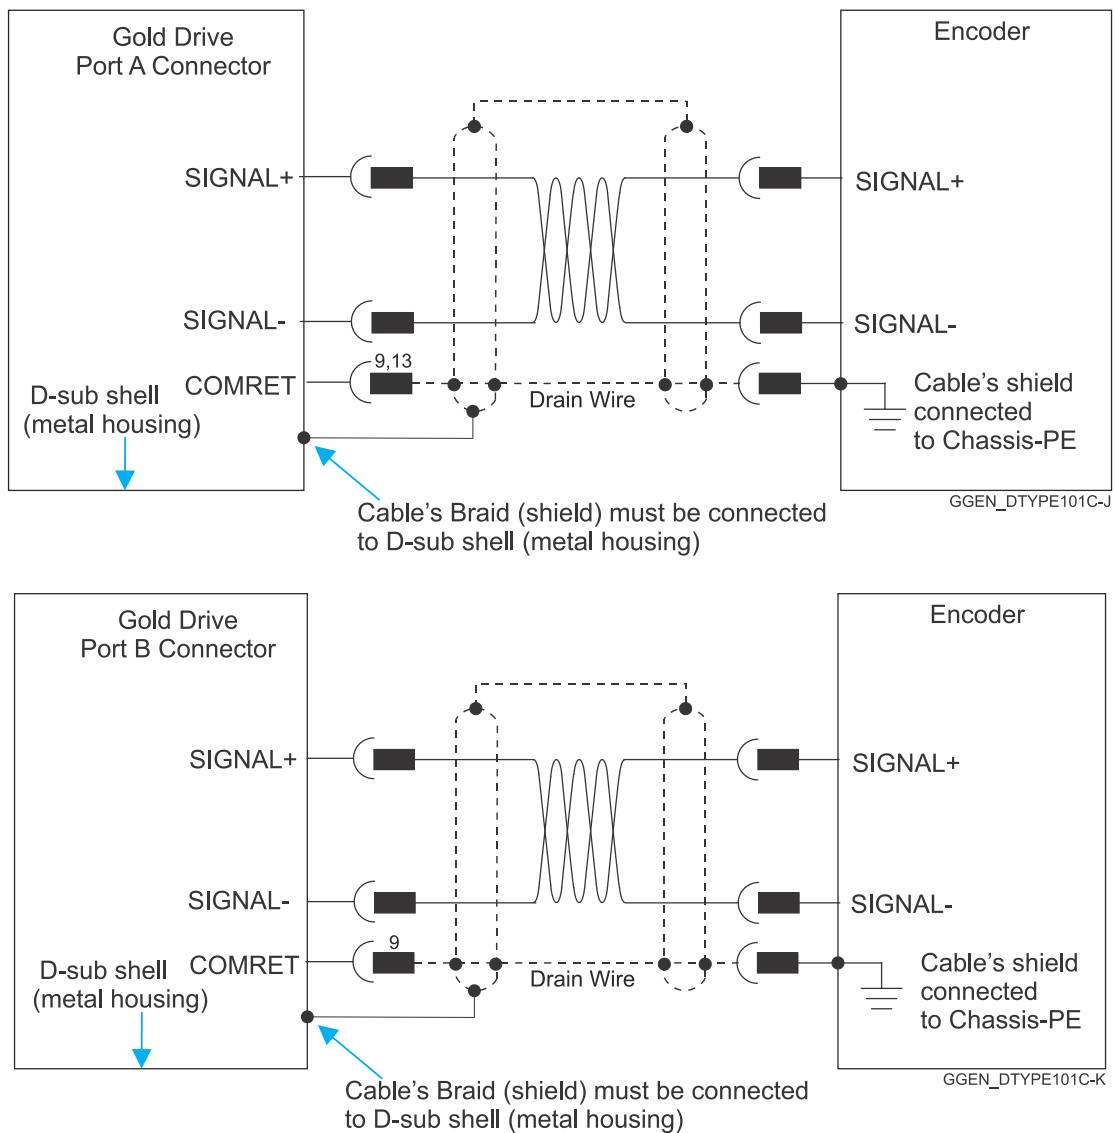 Gold Drive
Port A Connector
Encoder
SIGNAL+
SIGNAL+
SIGNAL-
SIGNAL-
9,13
COMRET
Drain Wire
D-sub shell
(metal housing)
Cable's shield
connected
to Chassis-PE
GGEN_DTYPE101C-J
Cable's Braid (shield) must be connected
to D-sub shell (metal housing)
Gold Drive
Port B Connector
Encoder
SIGNAL+
SIGNAL+
SIGNAL-
SIGNAL-
9
COMRET
Drain Wire
D-sub shell
(metal housing)
Cable's shield
connected
to Chassis-PE
GGEN_DTYPE101C-K
Cable's Braid (shield) must be connected
to D-sub shell (metal housing)